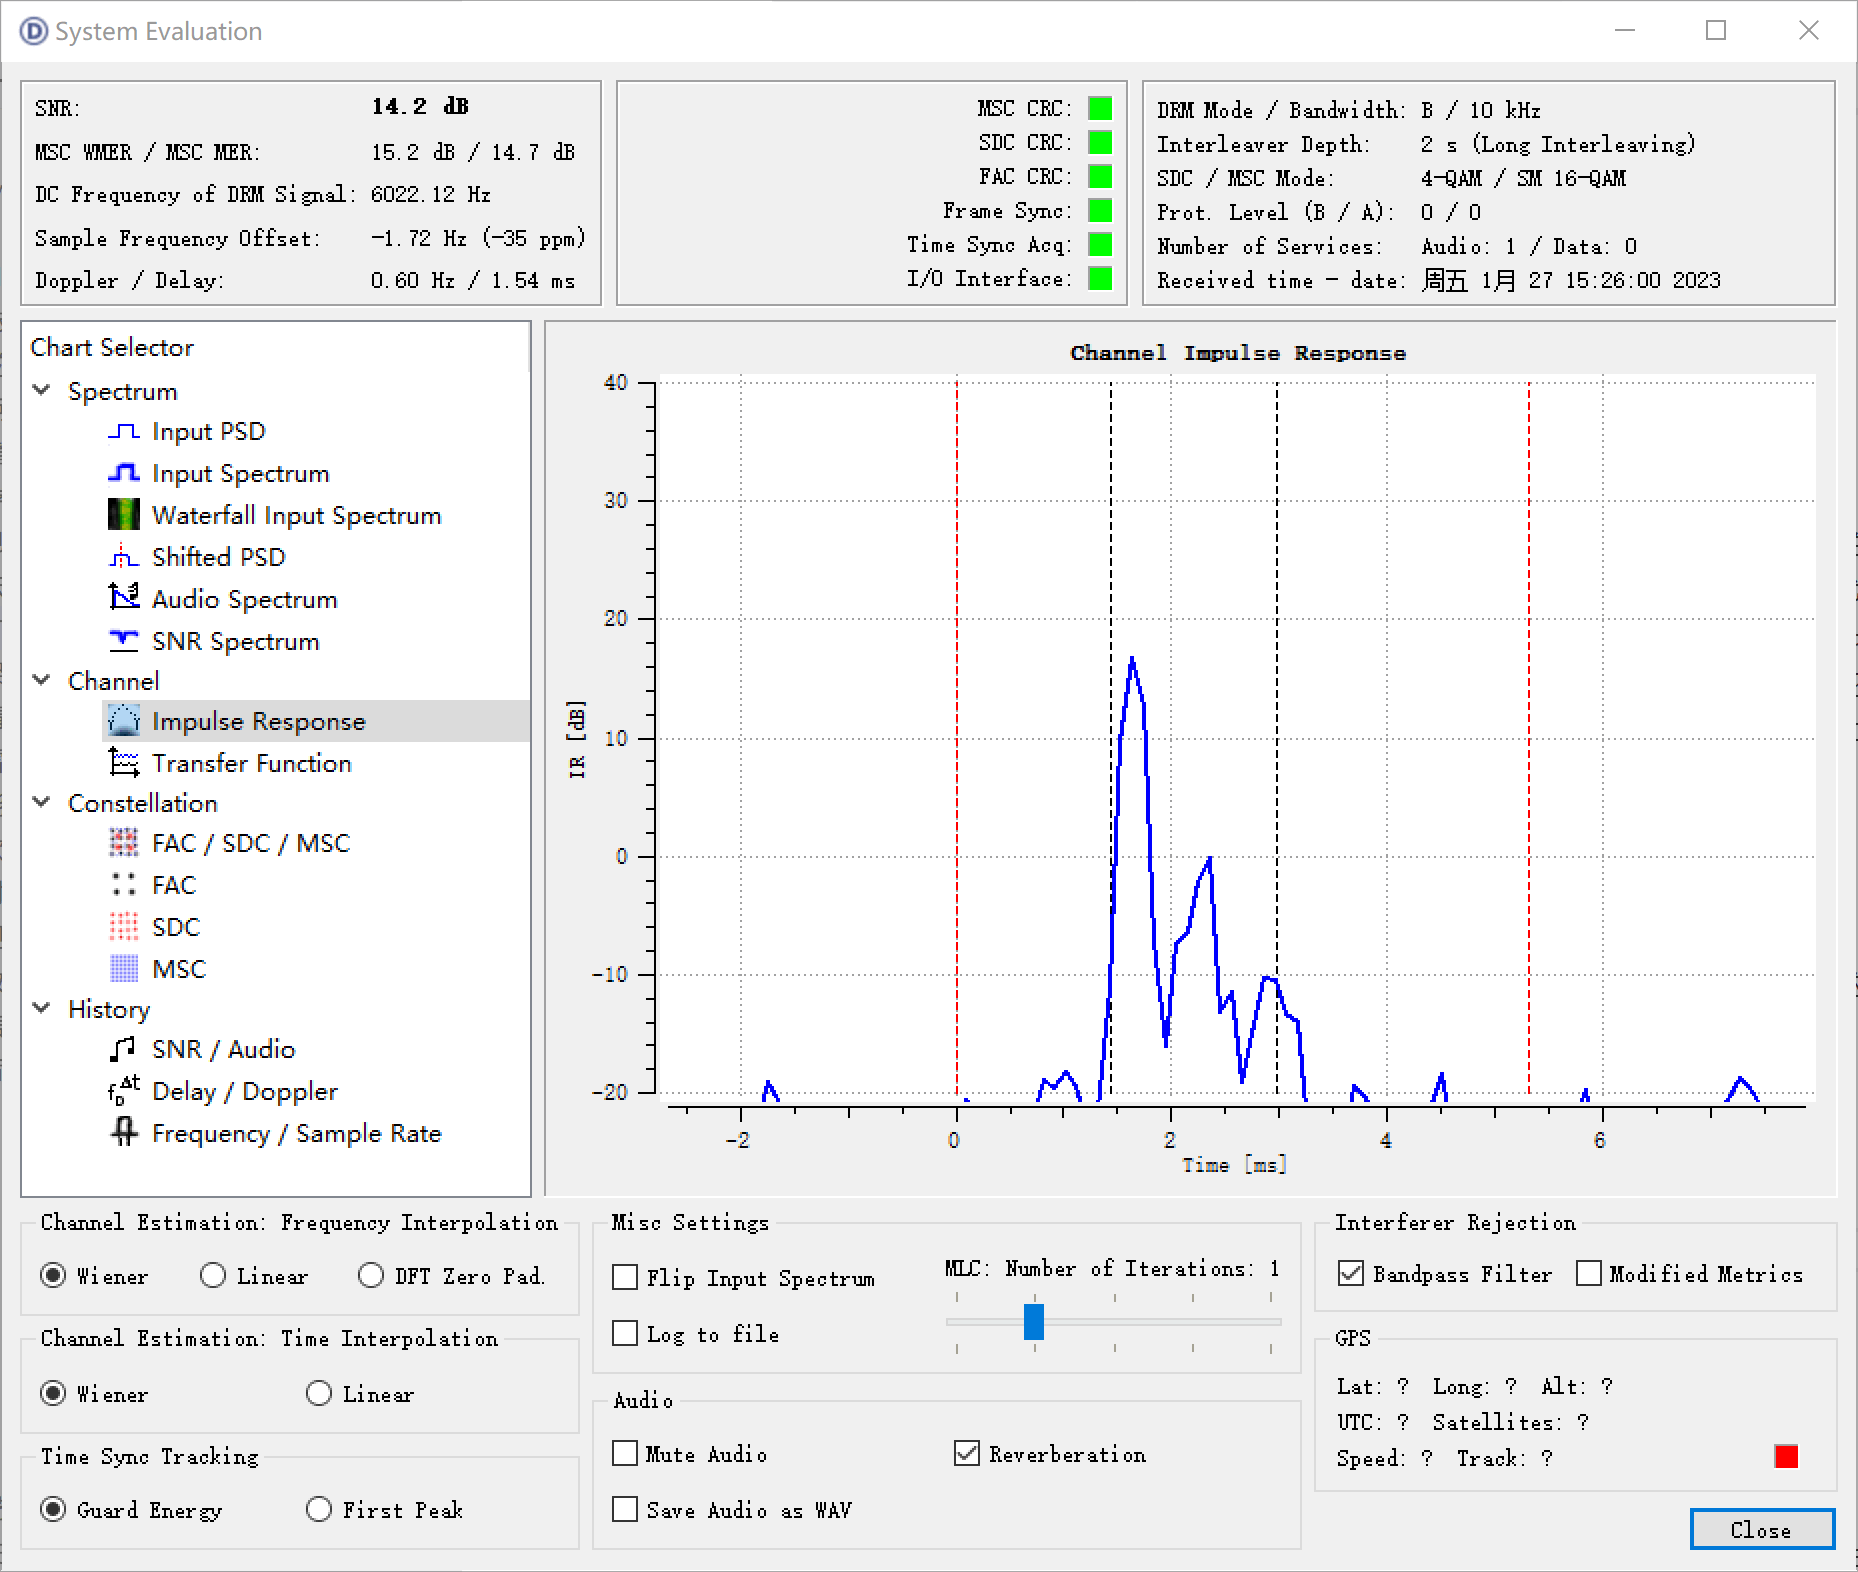 System Evaluation
SNR: 14.2 dB
MSC WMER / MSC MER: 15.2 dB / 14.7 dB
DC Frequency of DRM Signal: 6022.12 Hz
Sample Frequency Offset: -1.72 Hz (-35 ppm)
Doppler / Delay: 0.60 Hz / 1.54 ms
MSC CRC:
SDC CRC:
FAC CRC:
Frame Sync:
Time Sync Acq:
I/O Interface:
DRM Mode / Bandwidth: B / 10 kHz
Interleaver Depth: 2 s (Long Interleaving)
SDC / MSC Mode: 4-QAM / SM 16-QAM
Prot. Level (B / A): 0 / 0
Number of Services: Audio: 1 / Data: 0
Received time - date: 周五 1月 27 15:26:00 2023
Chart Selector
Spectrum
Input PSD
Input Spectrum
Waterfall Input Spectrum
Shifted PSD
Audio Spectrum
SNR Spectrum
Channel
Impulse Response
Transfer Function
Constellation
FAC / SDC / MSC
FAC
SDC
MSC
History
SNR / Audio
Delay / Doppler
Frequency / Sample Rate
Channel Impulse Response
IR [dB]
40
30
20
10
0
-10
-20
-2 0 2 4 6
Time [ms]
Channel Estimation: Frequency Interpolation
Wiener Linear DFT Zero Pad.
Channel Estimation: Time Interpolation
Wiener Linear
Time Sync Tracking
Guard Energy First Peak
Misc Settings
Flip Input Spectrum
Log to file
MLC: Number of Iterations: 1
Audio
Mute Audio Reverberation
Save Audio as WAV
Interferer Rejection
Bandpass Filter Modified Metrics
GPS
Lat: ? Long: ? Alt: ?
UTC: ? Satellites: ?
Speed: ? Track: ?
Close